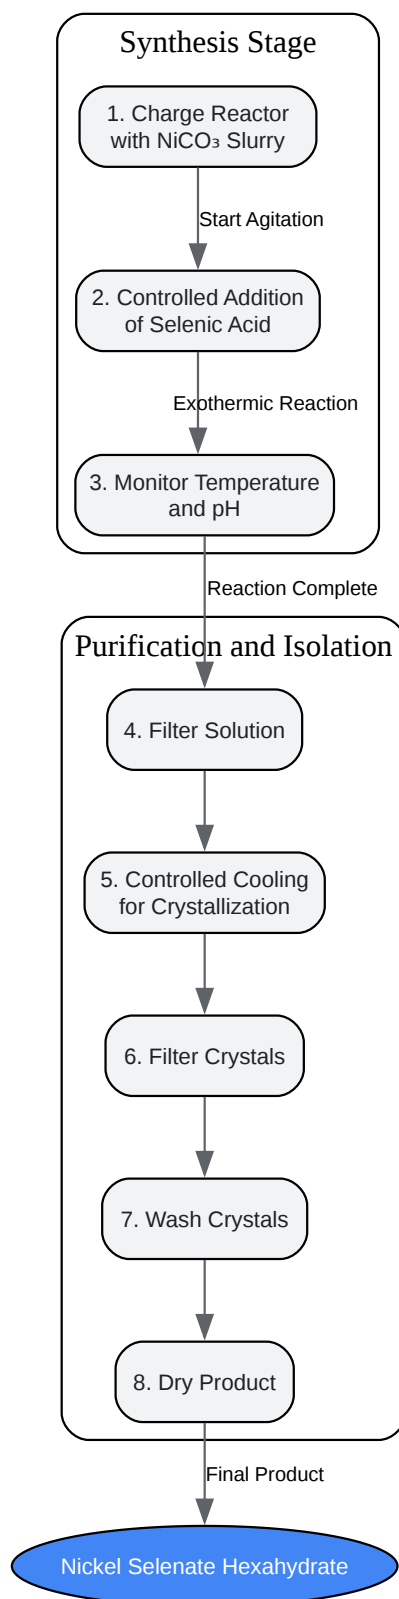 Synthesis Stage
1. Charge Reactor
with NiCO₃ Slurry
Start Agitation
2. Controlled Addition
of Selenic Acid
Exothermic Reaction
3. Monitor Temperature
and pH
Reaction Complete
Purification and Isolation
4. Filter Solution
5. Controlled Cooling
for Crystallization
6. Filter Crystals
7. Wash Crystals
8. Dry Product
Final Product
Nickel Selenate Hexahydrate